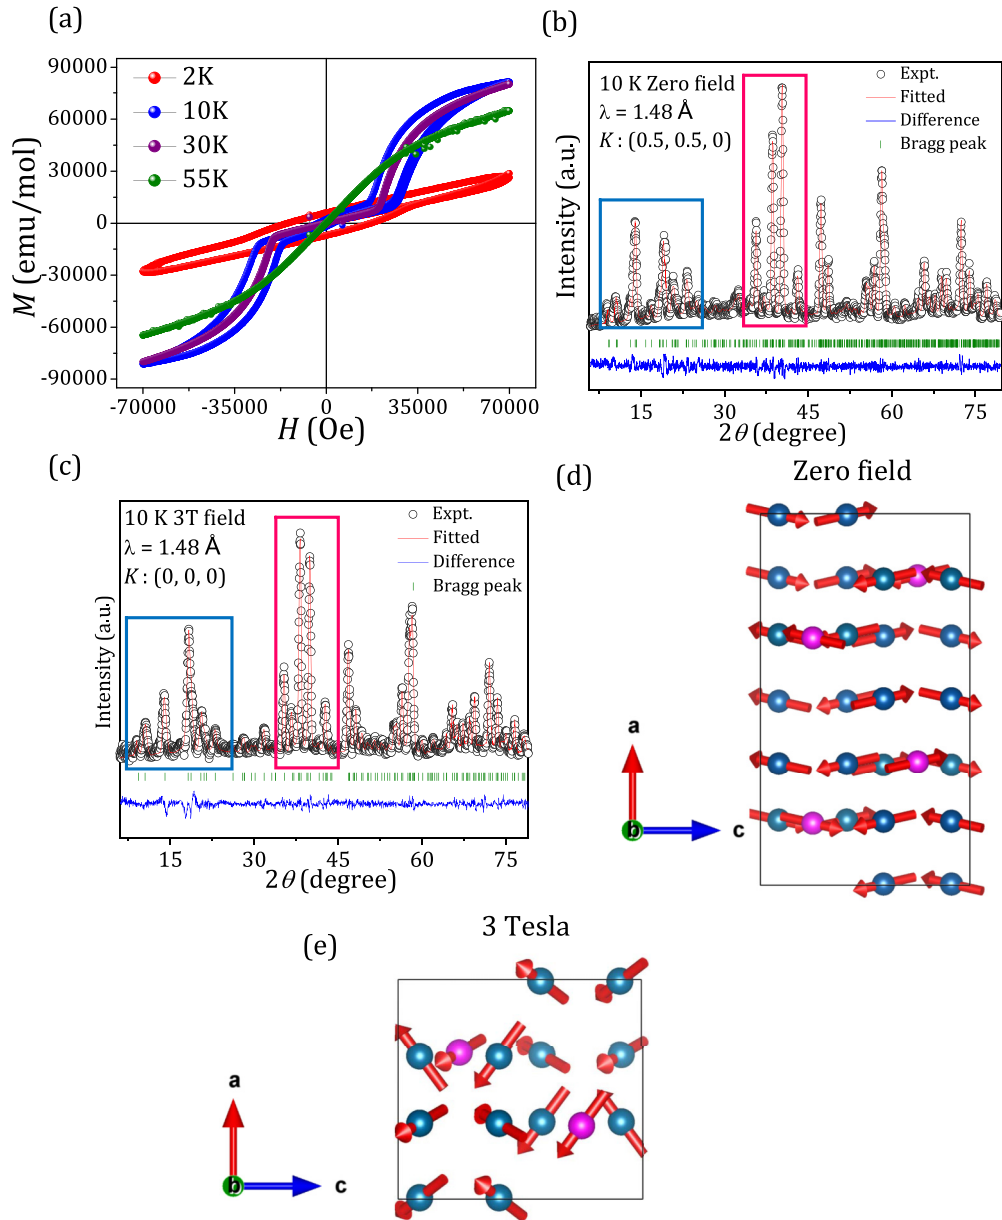 (a)
90000
60000
30000
0
-30000
-60000
-90000
M (emu/mol)
2K
10K
30K
55K
-70000 -35000 0 35000 70000
H (Oe)
(b)
10 K Zero field
λ = 1.48 Å
K : (0.5, 0.5, 0)
Expt.
Fitted
Difference
Bragg peak
Intensity (a.u.)
15 30 45 60 75
2θ (degree)
(c)
10 K 3T field
λ = 1.48 Å
K : (0, 0, 0)
Expt.
Fitted
Difference
Bragg peak
Intensity (a.u.)
15 30 45 60 75
2θ (degree)
(d)
Zero field
a
b
c
(e)
3 Tesla
a
b
c